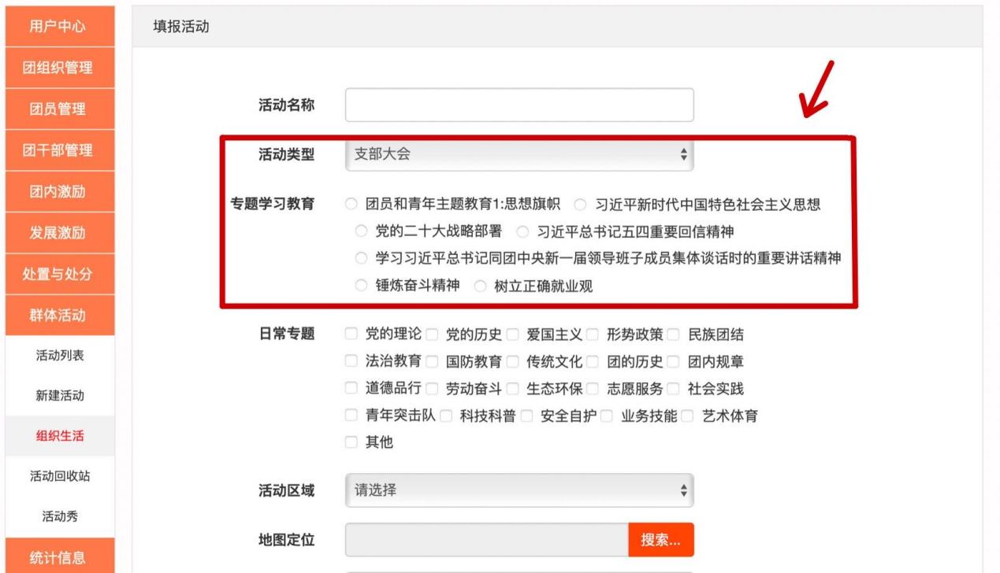 用户中心
团组织管理
团员管理
团干部管理
团内激励
发展激励
处置与处分
群体活动
活动列表
新建活动
组织生活
活动回收站
活动秀
统计信息
填报活动
活动名称
活动类型 支部大会
专题学习教育 团员和青年主题教育1:思想旗帜 习近平新时代中国特色社会主义思想
党的二十大战略部署 习近平总书记五四重要回信精神
学习习近平总书记同团中央新一届领导班子成员集体谈话时的重要讲话精神
锤炼奋斗精神 树立正确就业观
日常专题 党的理论 党的历史 爱国主义 形势政策 民族团结
法治教育 国防教育 传统文化 团的历史 团内规章
道德品行 劳动奋斗 生态环保 志愿服务 社会实践
青年突击队 科技科普 安全自护 业务技能 艺术体育
其他
活动区域 请选择
地图定位 搜索...